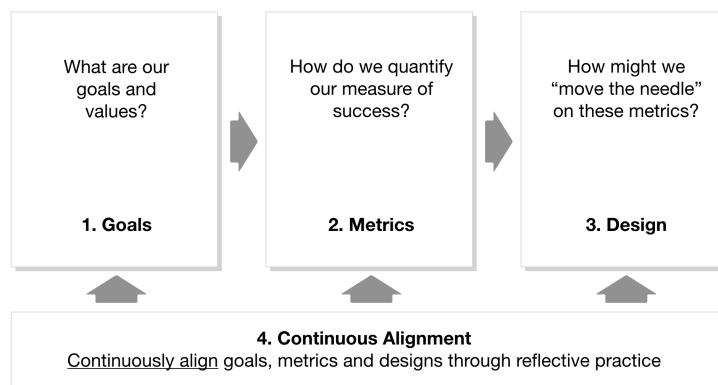 What are our
goals and
values?
1. Goals
How do we quantify
our measure of
success?
2. Metrics
How might we
“move the needle”
on these metrics?
3. Design
4. Continuous Alignment
Continuously align goals, metrics and designs through reflective practice